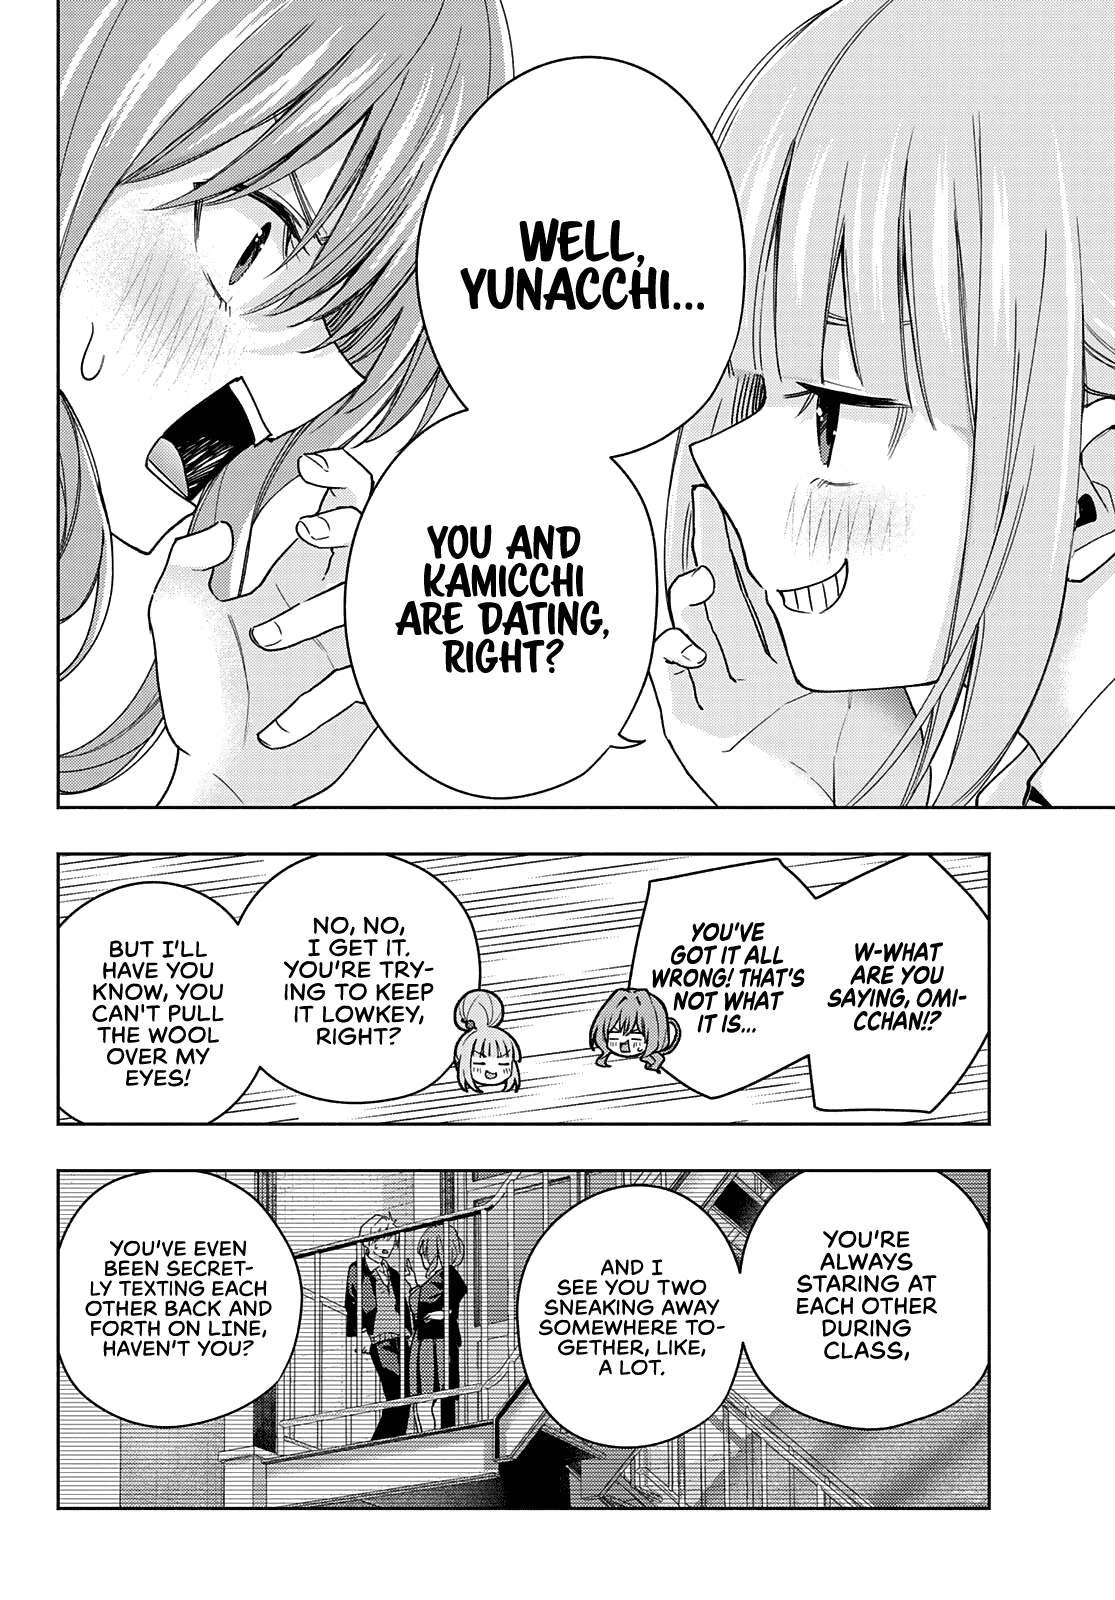 WELL,
YUNACCHI...
YOU AND
KAMICCHI
ARE DATING,
RIGHT?
W-WHAT
ARE YOU
SAYING, OMI-
CCHAN!?
YOU'VE
GOT IT ALL
WRONG! THAT'S
NOT WHAT
IT IS...
NO, NO,
I GET IT.
YOU'RE TRY-
ING TO KEEP
IT LOWKEY,
RIGHT?
BUT I'LL
HAVE YOU
KNOW, YOU
CAN'T PULL
THE WOOL
OVER MY
EYES!
YOU'RE
ALWAYS
STARING AT
EACH OTHER
DURING
CLASS,
AND I
SEE YOU TWO
SNEAKING AWAY
SOMEWHERE TO-
GETHER, LIKE,
A LOT.
YOU'VE EVEN
BEEN SECRET-
LY TEXTING EACH
OTHER BACK AND
FORTH ON LINE,
HAVEN'T YOU?